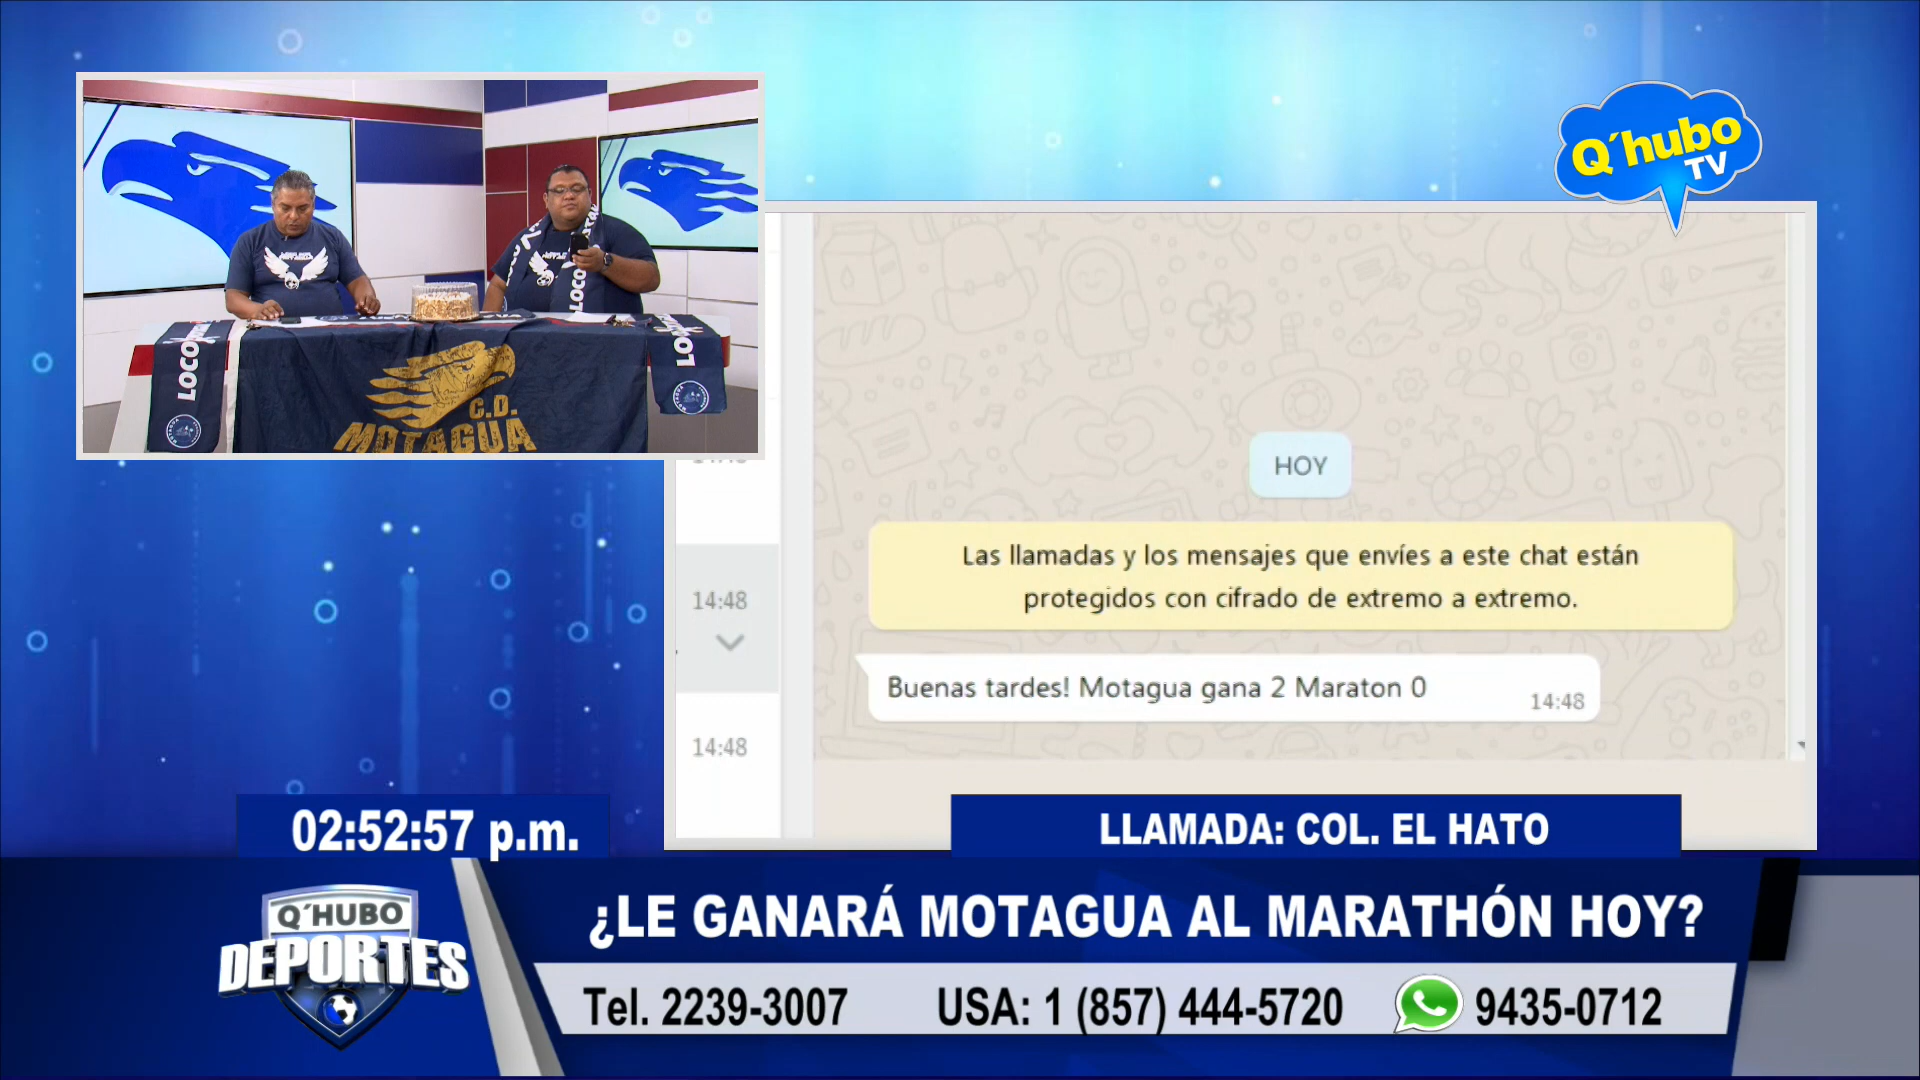 Q´hubo
TV
LOCO
LOCO
LOCO
C.D.
MOTAGUA
LOCO
HOY
Las llamadas y los mensajes que envíes a este chat están
protegidos con cifrado de extremo a extremo.
14:48
Buenas tardes! Motagua gana 2 Maraton 0
14:48
14:48
02:52:57 p.m.
LLAMADA: COL. EL HATO
Q´HUBO
DEPORTES
¿LE GANARÁ MOTAGUA AL MARATHÓN HOY?
Tel. 2239-3007 USA: 1 (857) 444-5720 9435-0712